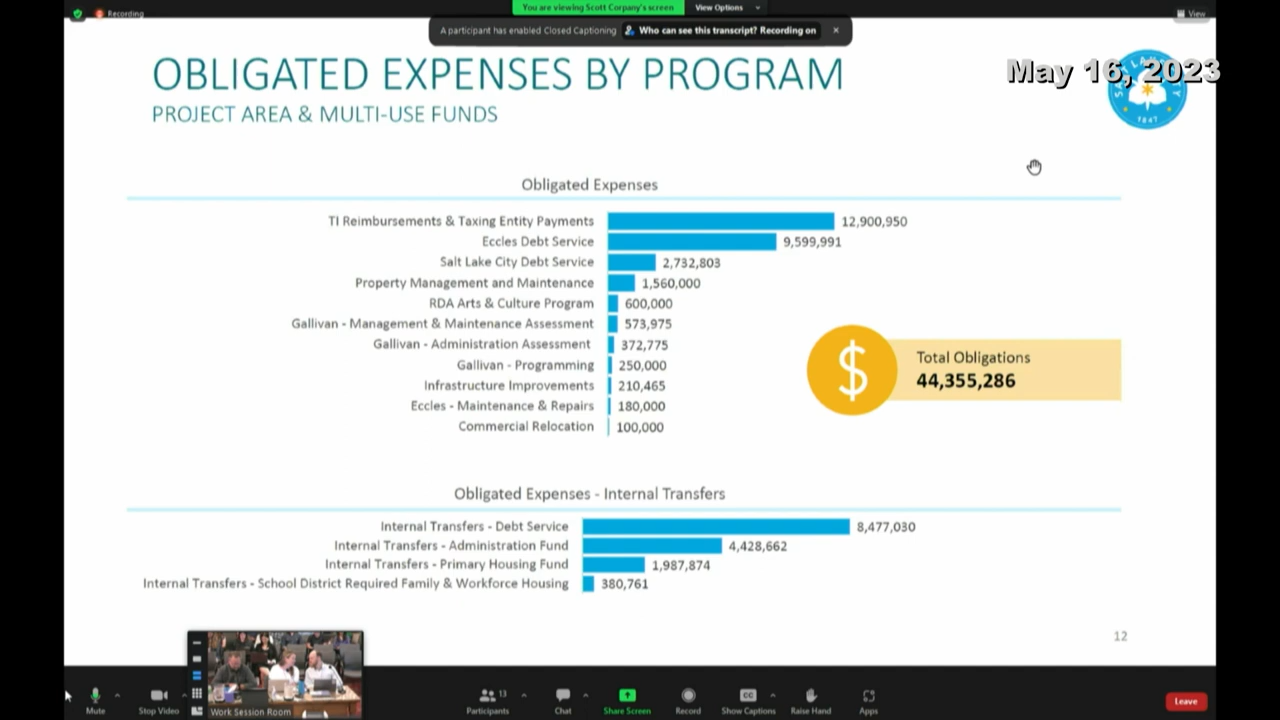 Recording
You are viewing Scott Corpany's screen
View Options
View
A participant has enabled Closed Captioning
Who can see this transcript? Recording on
OBLIGATED EXPENSES BY PROGRAM
May 16, 2023
PROJECT AREA & MULTI-USE FUNDS
1847
Obligated Expenses
TI Reimbursements & Taxing Entity Payments 12,900,950
Eccles Debt Service 9,599,991
Salt Lake City Debt Service 2,732,803
Property Management and Maintenance 1,560,000
RDA Arts & Culture Program 600,000
Gallivan - Management & Maintenance Assessment 573,975
Gallivan - Administration Assessment 372,775
Gallivan - Programming 250,000
Infrastructure Improvements 210,465
Eccles - Maintenance & Repairs 180,000
Commercial Relocation 100,000
$
Total Obligations
44,355,286
Obligated Expenses - Internal Transfers
Internal Transfers - Debt Service 8,477,030
Internal Transfers - Administration Fund 4,428,662
Internal Transfers - Primary Housing Fund 1,987,874
Internal Transfers - School District Required Family & Workforce Housing 380,761
12
Work Session Room
Mute
Stop Video
Participants
13
Chat
Share Screen
Record
CC
Show Captions
Raise Hand
Apps
Leave